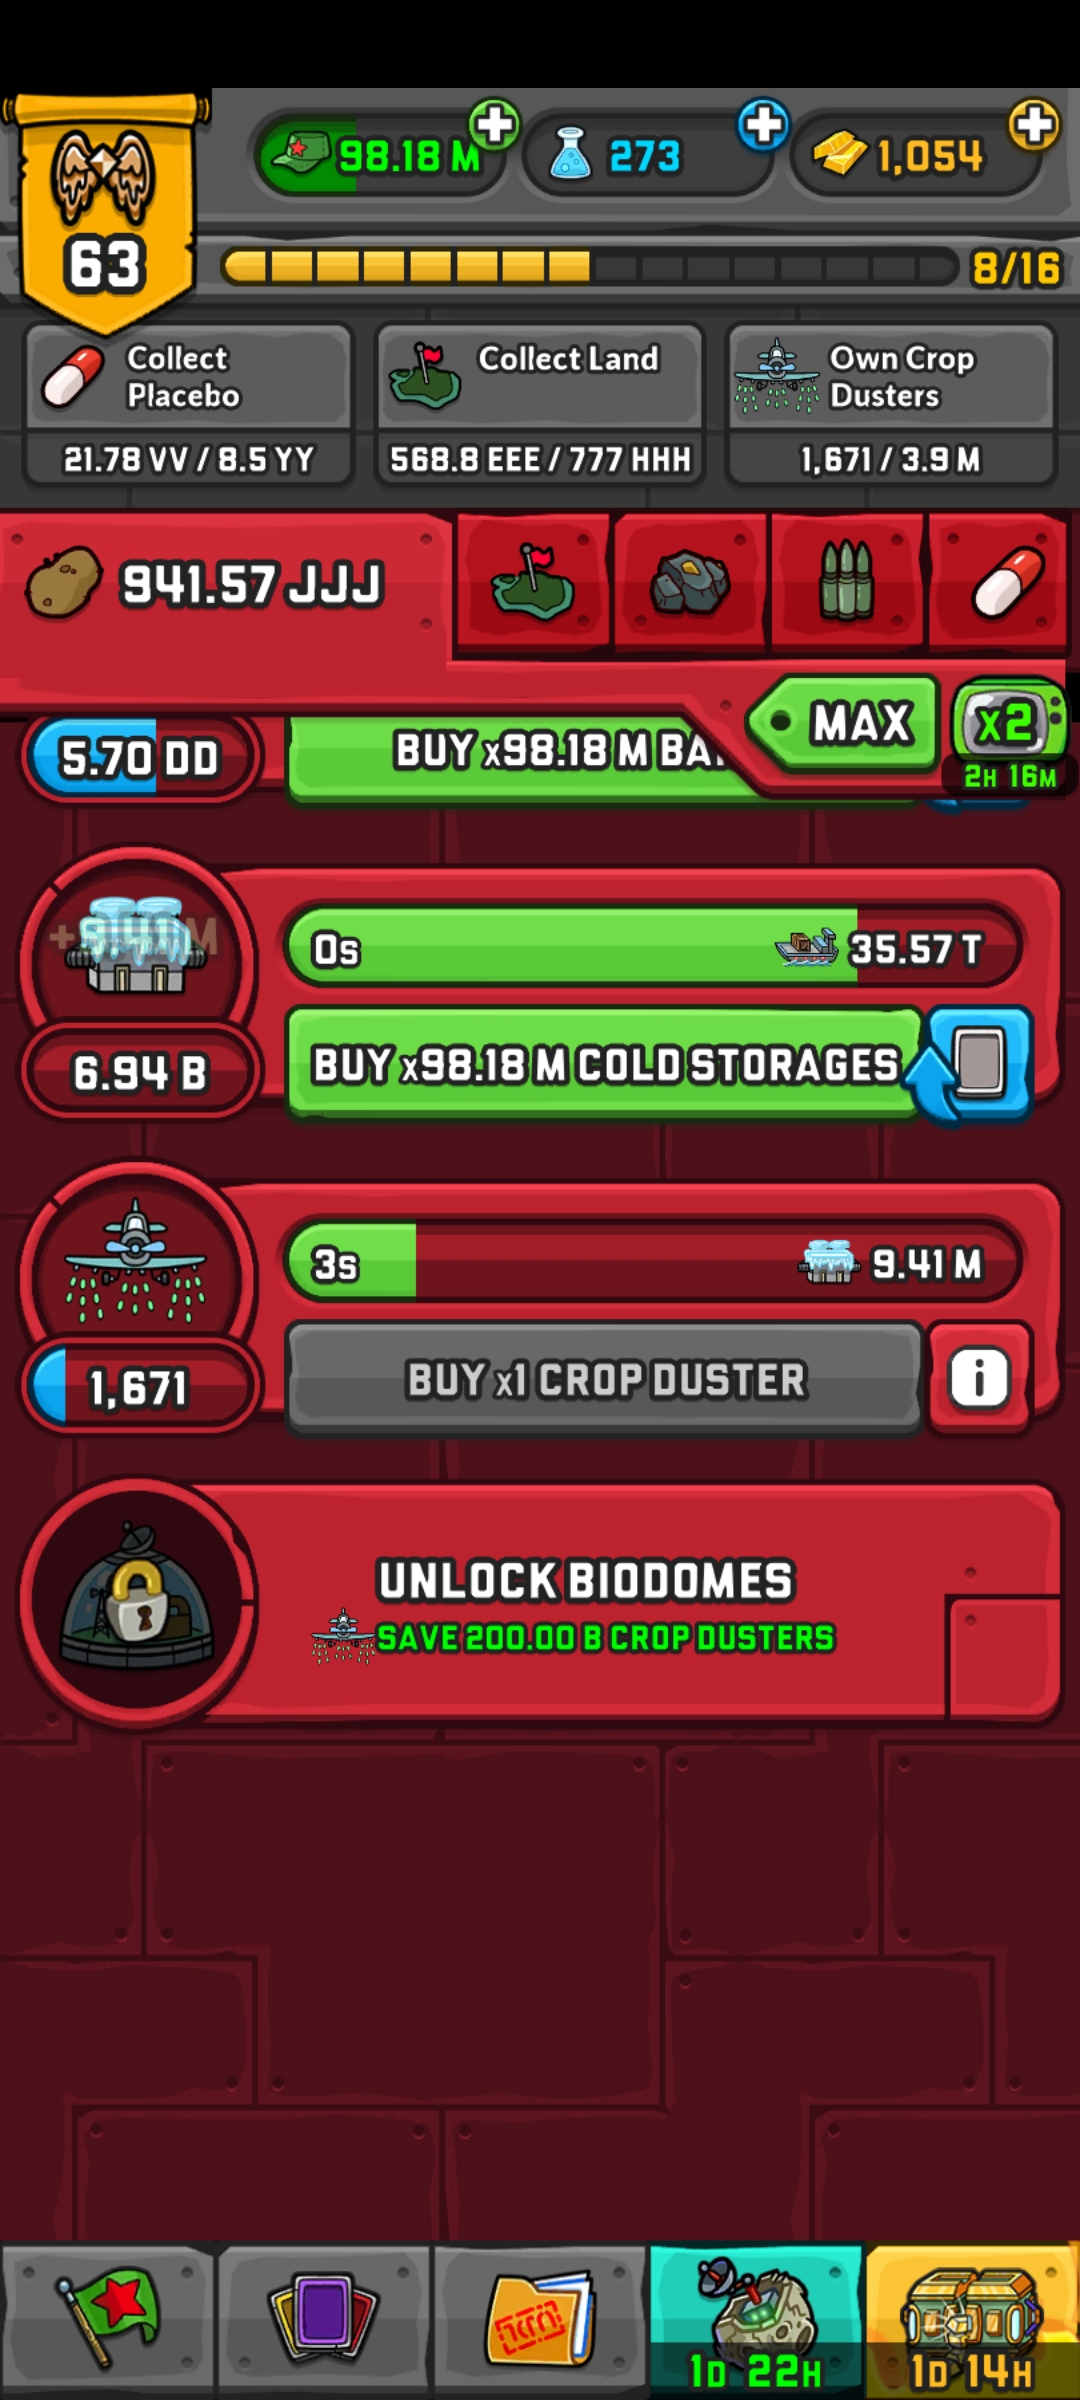 98.18 M
273
1,054
63
8/16
Collect Placebo
21.78 VV / 8.5 YY
Collect Land
568.8 EEE / 777 HHH
Own Crop Dusters
1,671 / 3.9 M
941.57 JJJ
MAX
x2
2H 16M
5.70 DD
BUY x98.18 M
0s
35.57 T
6.94 B
BUY x98.18 M COLD STORAGES
3s
9.41 M
1,671
BUY x1 CROP DUSTER
i
UNLOCK BIODOMES
SAVE 200.00 B CROP DUSTERS
1D 22H
1D 14H